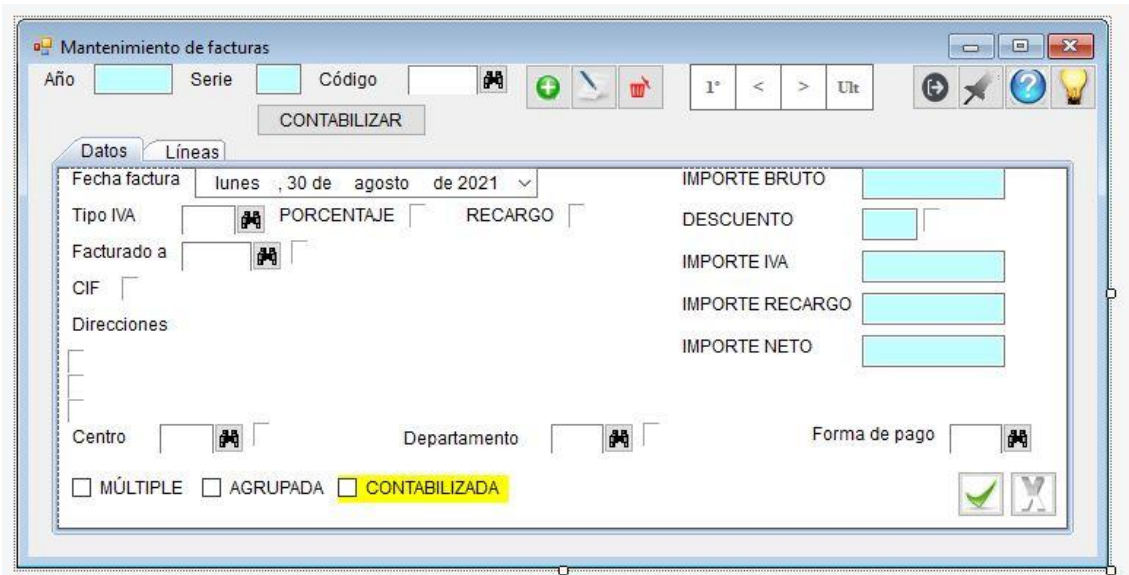 Mantenimiento de facturas
Año Serie Código 1º < > Ult
CONTABILIZAR
Datos Líneas
Fecha factura lunes , 30 de agosto de 2021 IMPORTE BRUTO
Tipo IVA PORCENTAJE RECARGO DESCUENTO
Facturado a IMPORTE IVA
CIF
IMPORTE RECARGO
Direcciones
IMPORTE NETO
Centro Departamento Forma de pago
MÚLTIPLE AGRUPADA CONTABILIZADA